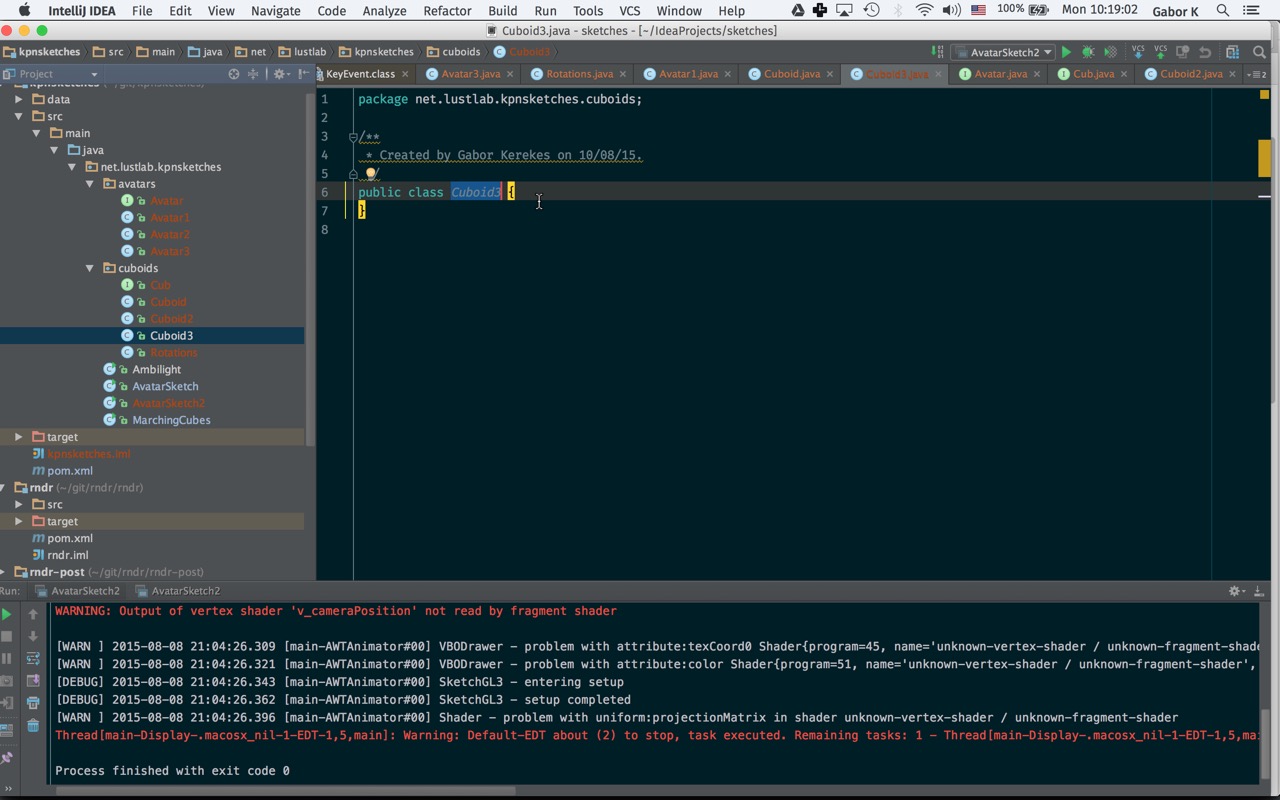 IntelliJ IDEA File Edit View Navigate Code Analyze Refactor Build Run Tools VCS Window Help 100% Mon 10:19:02 Gabor K
Cuboid3.java - sketches - [~/IdeaProjects/sketches]
kpnsketches src main java net lustlab kpnsketches cuboids Cuboid3 AvatarSketch2 VCS VCS
Project KeyEvent.class Avatar3.java Rotations.java Avatar1.java Cuboid.java Cuboid3.java Avatar.java Cub.java Cuboid2.java
kpnsketches (~/git/kpnsketches)
data
src
main
java
net.lustlab.kpnsketches
avatars
Avatar
Avatar1
Avatar2
Avatar3
cuboids
Cub
Cuboid
Cuboid2
Cuboid3
Rotations
Ambilight
AvatarSketch
AvatarSketch2
MarchingCubes
target
kpnsketches.iml
pom.xml
rndr (~/git/rndr/rndr)
src
target
pom.xml
rndr.iml
rndr-post (~/git/rndr/rndr-post)
1 package net.lustlab.kpnsketches.cuboids;
2
3 /**
4 * Created by Gabor Kerekes on 10/08/15.
5 */
6 public class Cuboid3 {
7 }
8
Run: AvatarSketch2 AvatarSketch2
WARNING: Output of vertex shader 'v_cameraPosition' not read by fragment shader
[WARN ] 2015-08-08 21:04:26.309 [main-AWTAnimator#00] VBODrawer - problem with attribute:texCoord0 Shader{program=45, name='unknown-vertex-shader / unknown-fragment-shade
[WARN ] 2015-08-08 21:04:26.321 [main-AWTAnimator#00] VBODrawer - problem with attribute:color Shader{program=51, name='unknown-vertex-shader / unknown-fragment-shader',
[DEBUG] 2015-08-08 21:04:26.343 [main-AWTAnimator#00] SketchGL3 - entering setup
[DEBUG] 2015-08-08 21:04:26.362 [main-AWTAnimator#00] SketchGL3 - setup completed
[WARN ] 2015-08-08 21:04:26.396 [main-AWTAnimator#00] Shader - problem with uniform:projectionMatrix in shader unknown-vertex-shader / unknown-fragment-shader
Thread[main-Display-.macosx_nil-1-EDT-1,5,main]: Warning: Default-EDT about (2) to stop, task executed. Remaining tasks: 1 - Thread[main-Display-.macosx_nil-1-EDT-1,5,ma
Process finished with exit code 0